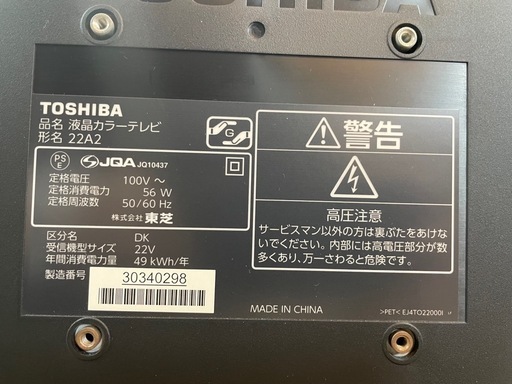 TOSHIBA
TOSHIBA
品名 液晶カラーテレビ
形名 22A2
G
PS
E
JQA JQ10437
定格電圧 100V ～
定格消費電力 56 W
定格周波数 50/60 Hz
株式会社 東芝
区分名 DK
受信機型サイズ 22V
年間消費電力量 49 kWh/年
製造番号 30340298
警告
高圧注意
サービスマン以外の方は裏ぶたをあけな
いでください。内部には高電圧部分が数
多くあり、万一さわると危険です。
MADE IN CHINA
>PET< EJ4TO22000I